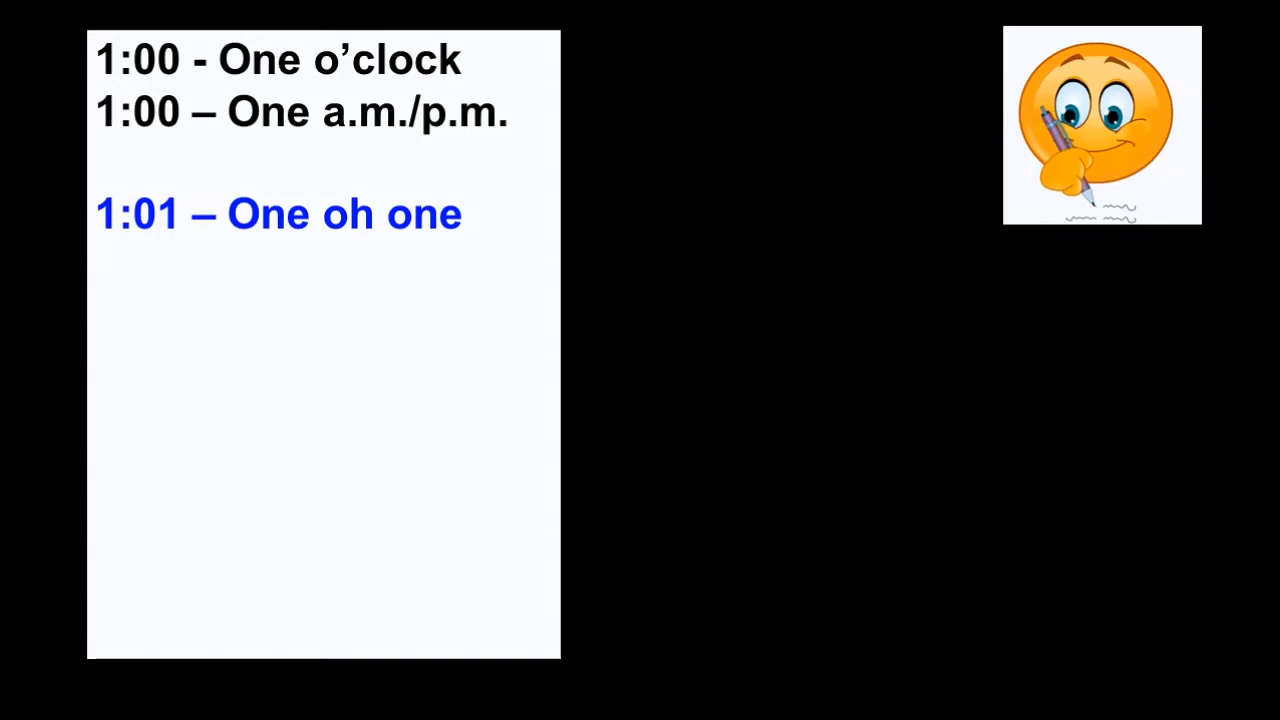 1:00 - One o’clock
1:00 – One a.m./p.m.
1:01 – One oh one